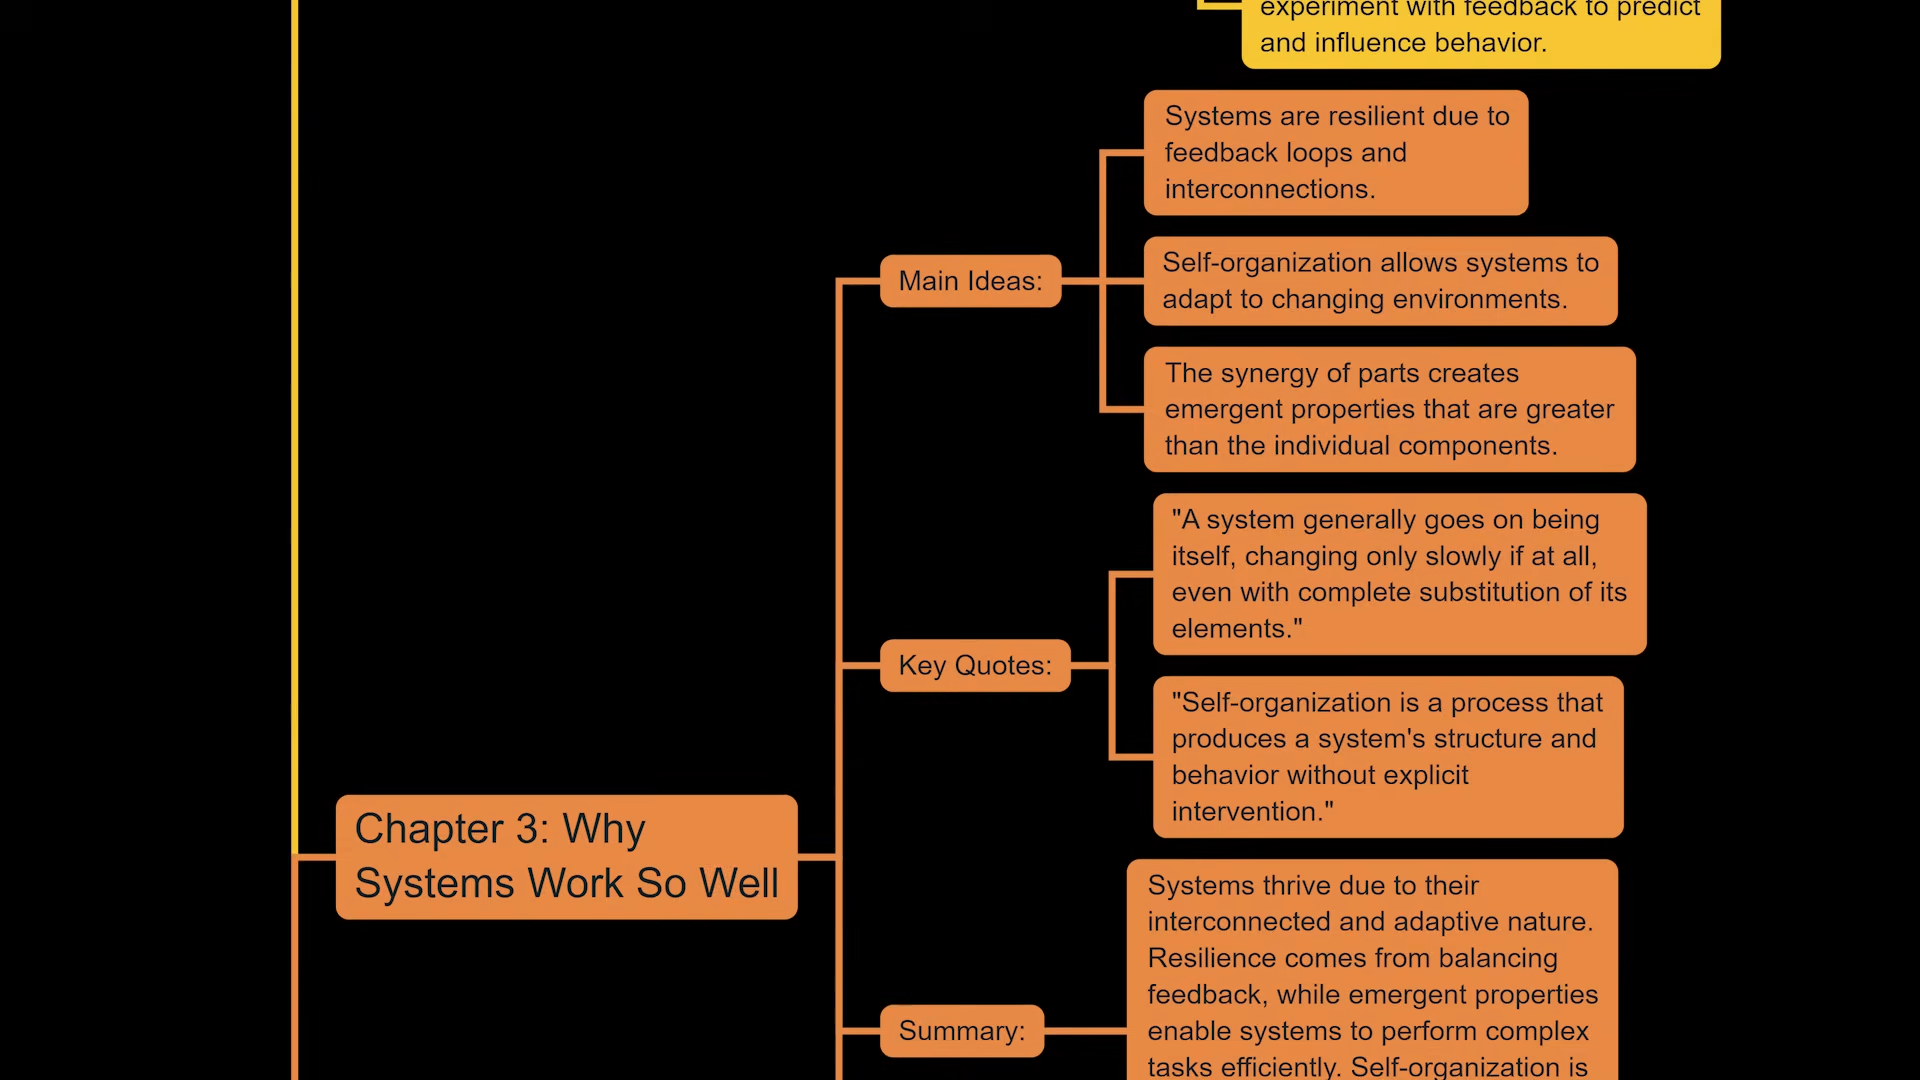 experiment with feedback to predict
and influence behavior.
Systems are resilient due to
feedback loops and
interconnections.
Main Ideas:
Self-organization allows systems to
adapt to changing environments.
The synergy of parts creates
emergent properties that are greater
than the individual components.
"A system generally goes on being
itself, changing only slowly if at all,
even with complete substitution of its
elements."
Key Quotes:
"Self-organization is a process that
produces a system's structure and
behavior without explicit
intervention."
Chapter 3: Why
Systems Work So Well
Systems thrive due to their
interconnected and adaptive nature.
Resilience comes from balancing
feedback, while emergent properties
enable systems to perform complex
tasks efficiently. Self-organization is
Summary: